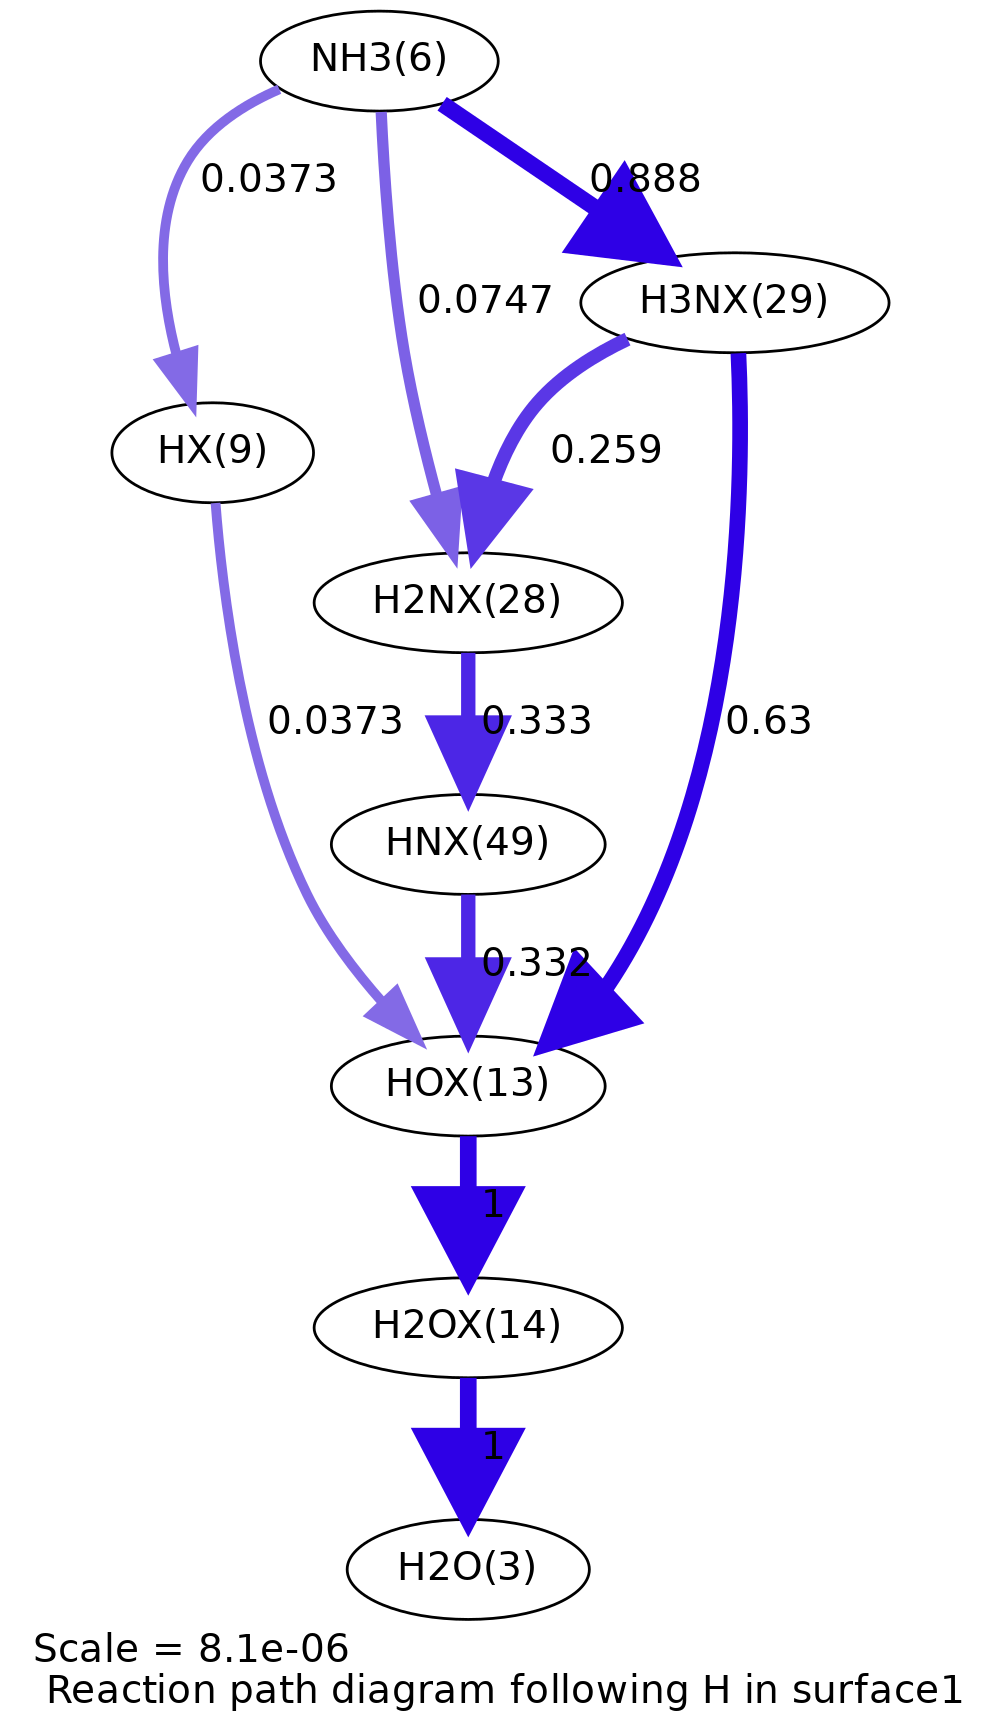 NH3(6)
0.0373
0.888
0.0747
H3NX(29)
HX(9)
0.259
H2NX(28)
0.0373
0.333
0.63
HNX(49)
0.332
HOX(13)
1
H2OX(14)
1
H2O(3)
Scale = 8.1e-06
Reaction path diagram following H in surface1